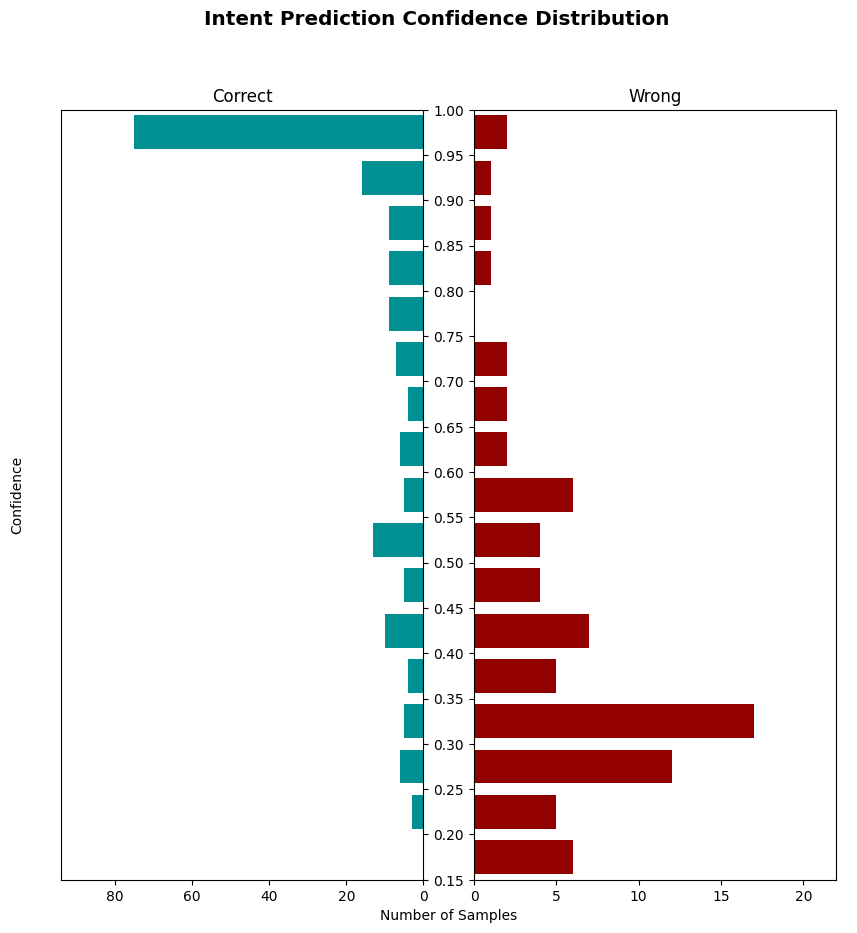 Intent Prediction Confidence Distribution
Correct
Wrong
1.00
0.95
0.90
0.85
0.80
0.75
0.70
0.65
0.60
0.55
0.50
0.45
0.40
0.35
0.30
0.25
0.20
0.15
Confidence
80 60 40 20 0
0 5 10 15 20
Number of Samples